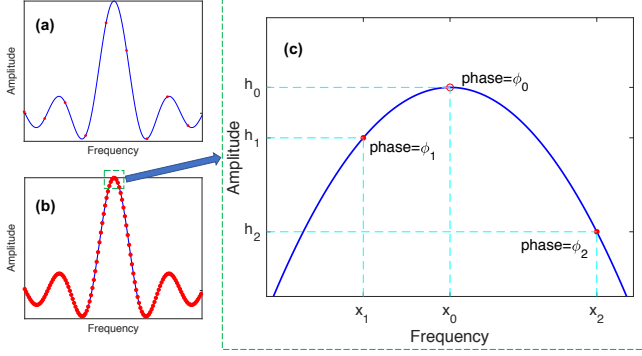 (a)
Amplitude
Frequency
(b)
Amplitude
Frequency
(c)
Amplitude
h₀
h₁
h₂
phase=ϕ₀
phase=ϕ₁
phase=ϕ₂
x₁ x₀ x₂
Frequency